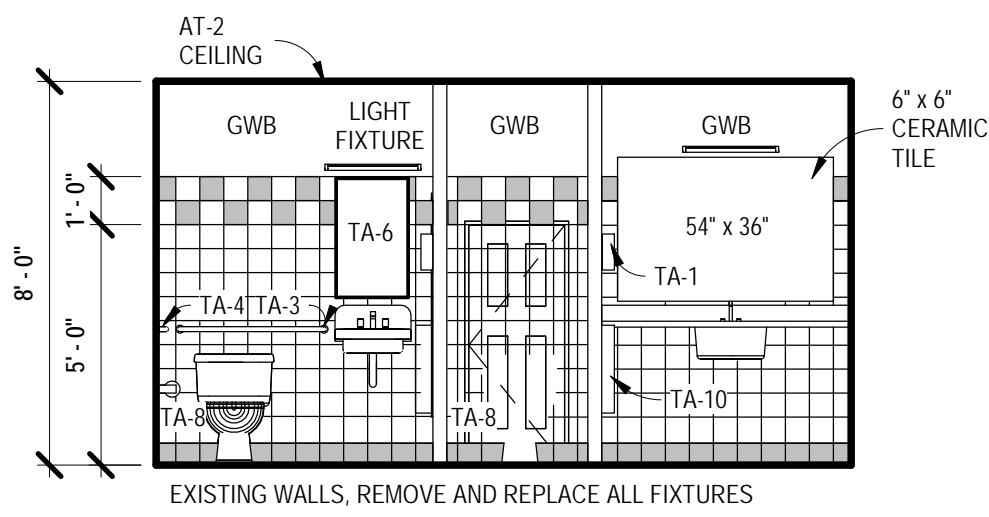 AT-2
CEILING
GWB
LIGHT
FIXTURE
GWB
GWB
6" x 6"
CERAMIC
TILE
1' - 0"
8' - 0"
5' - 0"
TA-6
54" x 36"
TA-1
TA-4 TA-3
TA-8
TA-8
TA-10
EXISTING WALLS, REMOVE AND REPLACE ALL FIXTURES